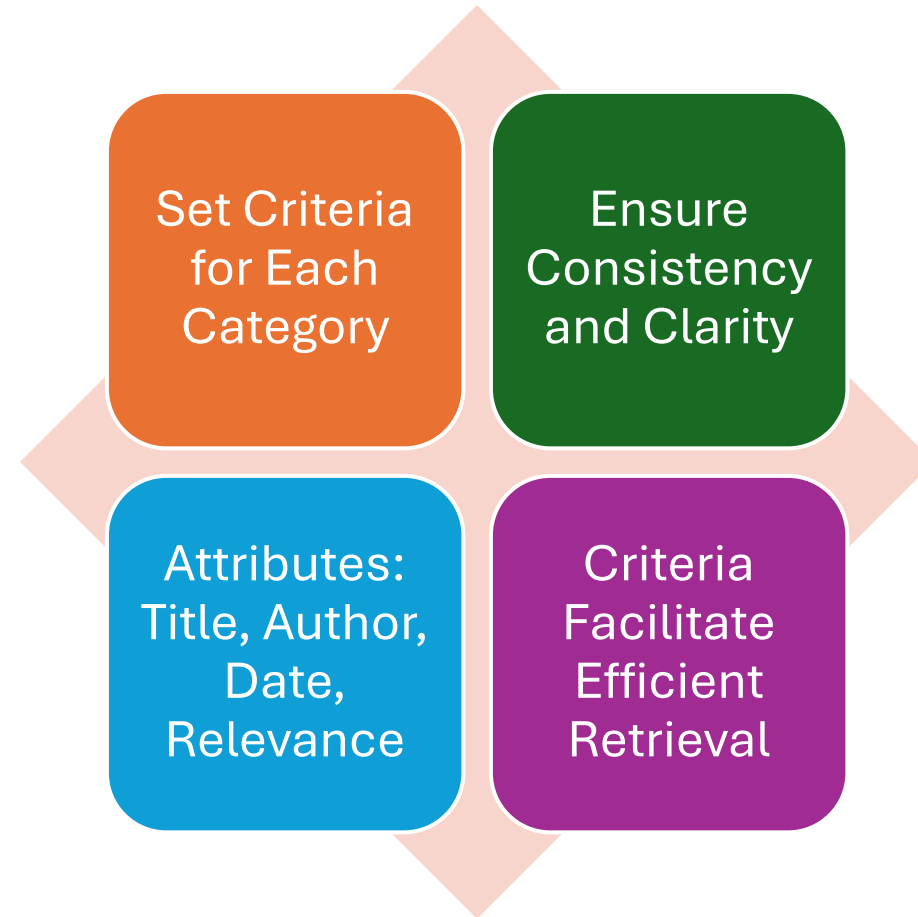 Set Criteria
for Each
Category
Ensure
Consistency
and Clarity
Attributes:
Title, Author,
Date,
Relevance
Criteria
Facilitate
Efficient
Retrieval